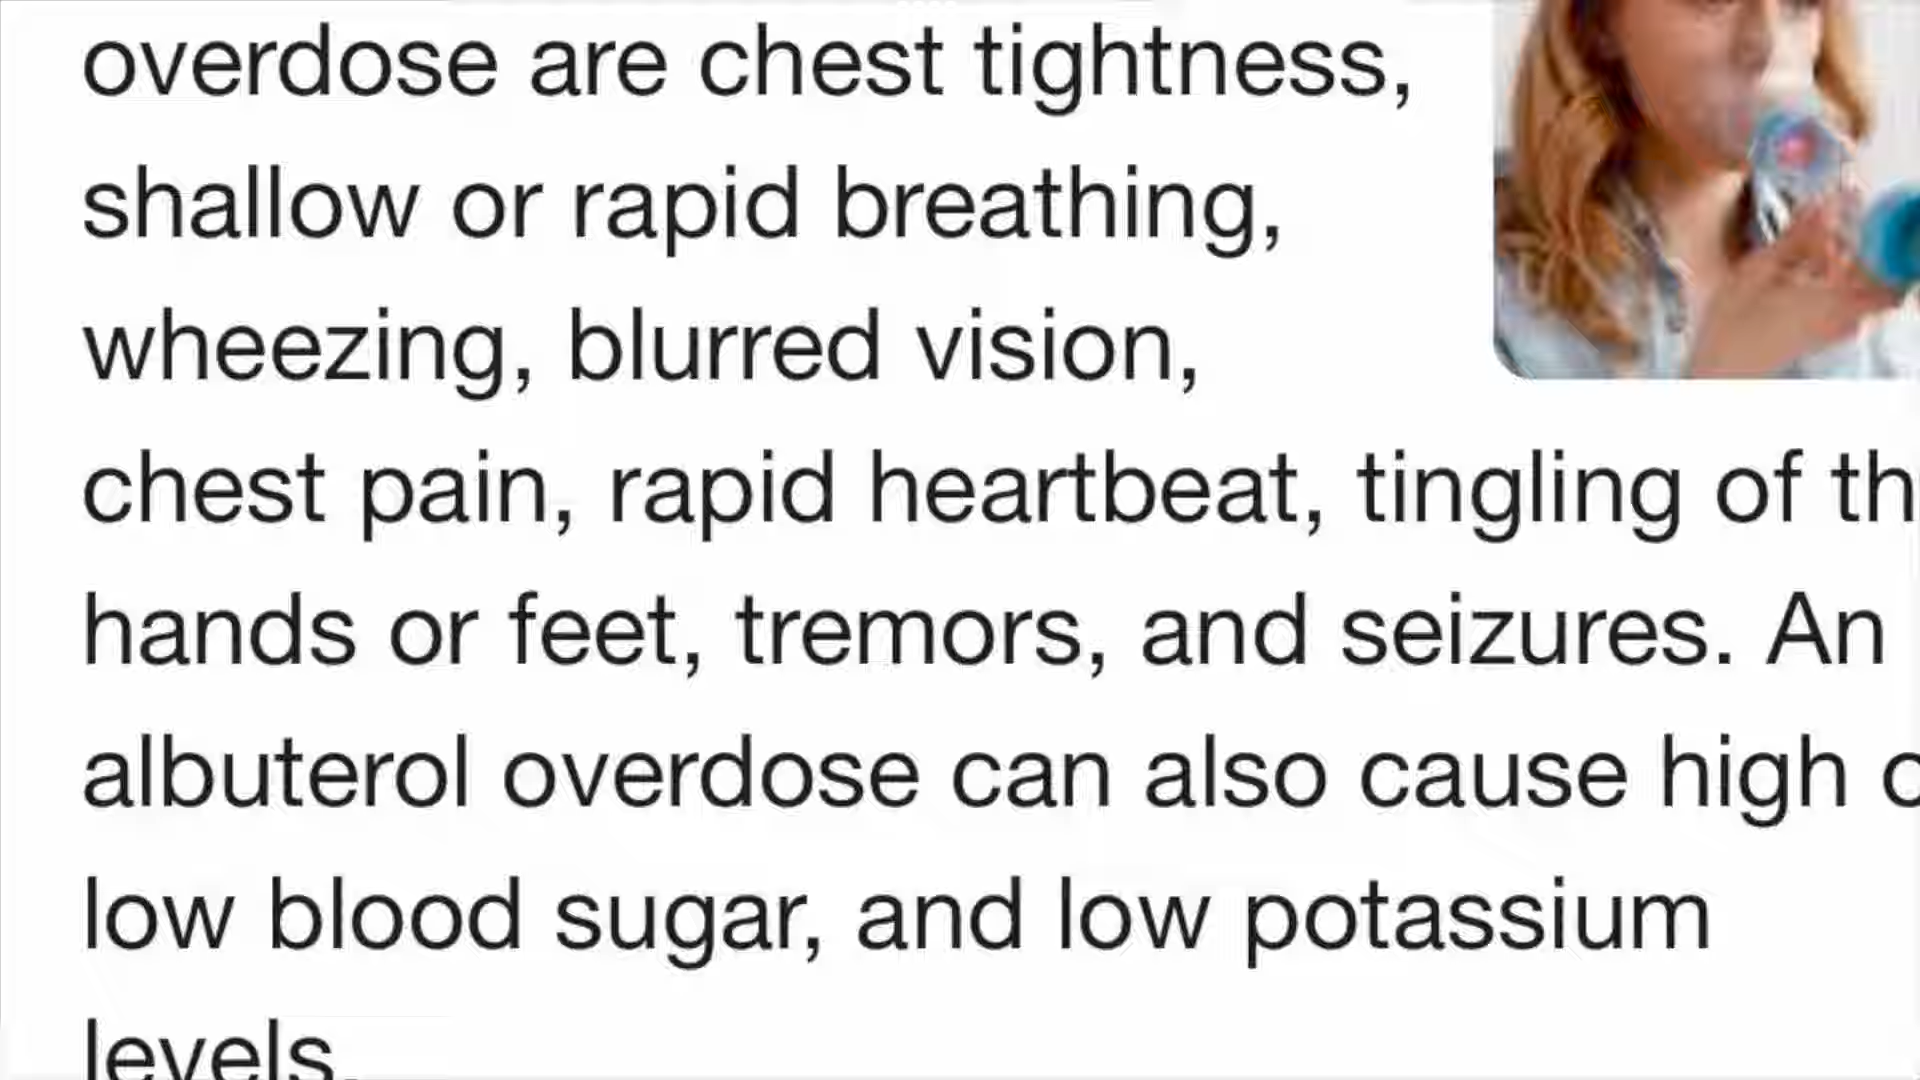 overdose are chest tightness,
shallow or rapid breathing,
wheezing, blurred vision,
chest pain, rapid heartbeat, tingling of th
hands or feet, tremors, and seizures. An
albuterol overdose can also cause high
low blood sugar, and low potassium
levels.